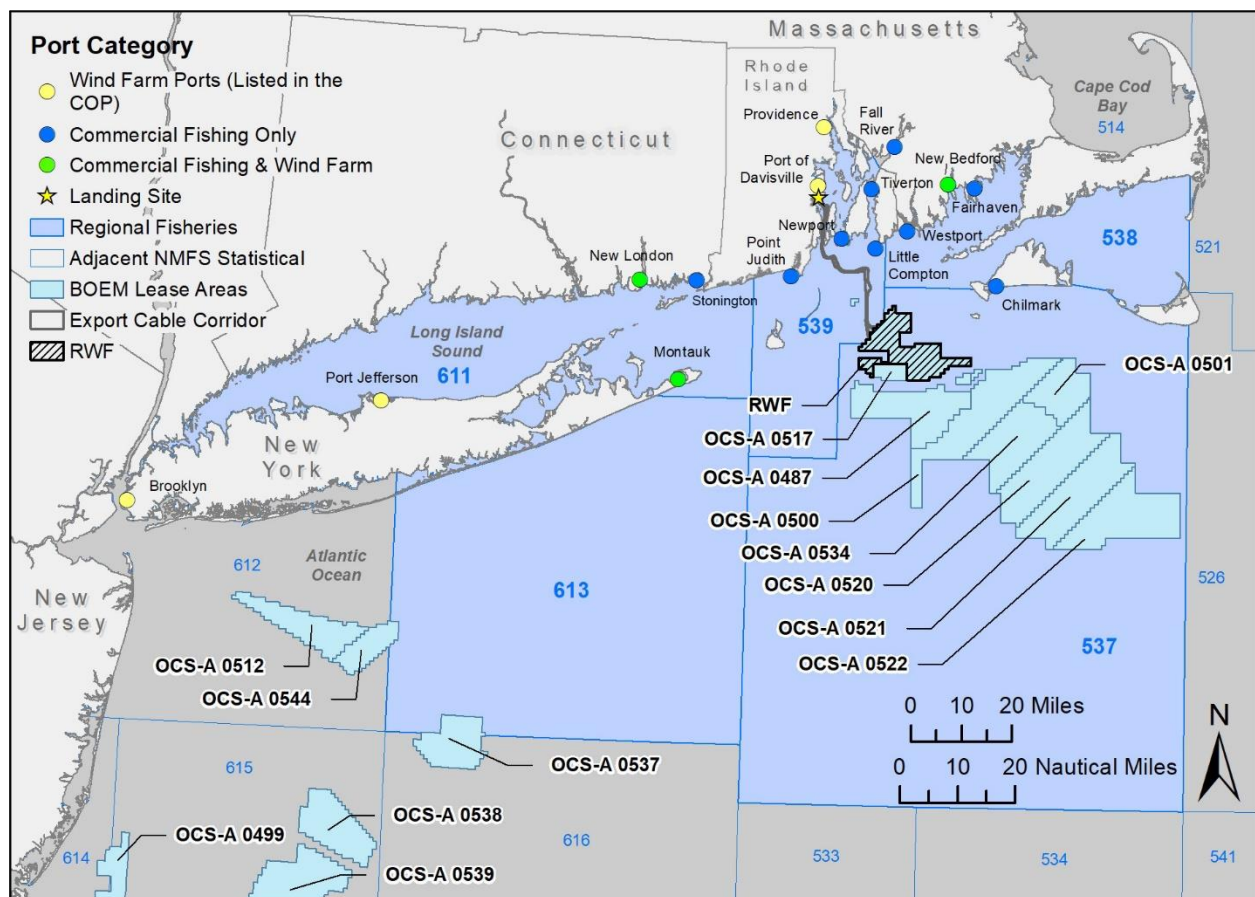 Port Category
Wind Farm Ports (Listed in the
COP)
Commercial Fishing Only
Commercial Fishing & Wind Farm
Landing Site
Regional Fisheries
Adjacent NMFS Statistical
BOEM Lease Areas
Export Cable Corridor
RWF
Massachusetts
Rhode
Island
Connecticut
Cape Cod
Bay
514
Providence
Fall
River
Port of
Davisville
New Bedford
Tiverton
Fairhaven
Newport
Westport
538
521
Point
Judith
Little
Compton
New London
Stonington
Chilmark
539
Long Island
Sound
611
Montauk
Port Jefferson
OCS-A 0501
RWF
OCS-A 0517
New
York
OCS-A 0487
Brooklyn
OCS-A 0500
Atlantic
Ocean
OCS-A 0534
612
OCS-A 0520
526
613
New
Jersey
OCS-A 0521
537
OCS-A 0512
OCS-A 0522
OCS-A 0544
0 10 20 Miles
N
0 10 20 Nautical Miles
615
OCS-A 0537
OCS-A 0538
OCS-A 0499
616
614
533
534
541
OCS-A 0539